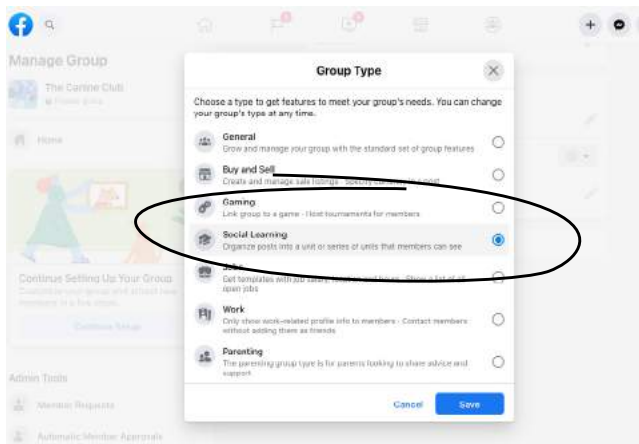 Manage Group
The Canine Club
Home
Group Type
Choose a type to get features to meet your group's needs. You can change
your group's type at any time.
General
Grow and manage your group with the standard set of group features
Buy and Sell
Create and manage sale listings · Specify
Gaming
Link group to a game · Host tournaments for members
Social Learning
Organize posts into a unit or series of units that members can see
Jobs
Get templates with job salary, location and hours · Show a list of all
open jobs
Work
Only show work-related profile info to members · Contact members
without adding them as friends
Parenting
The parenting group type is for parents looking to share advice and
support
Cancel
Save
Continue Setting Up Your Group
Continue Setup
Admin Tools
Member Requests
Automatic Member Approvals